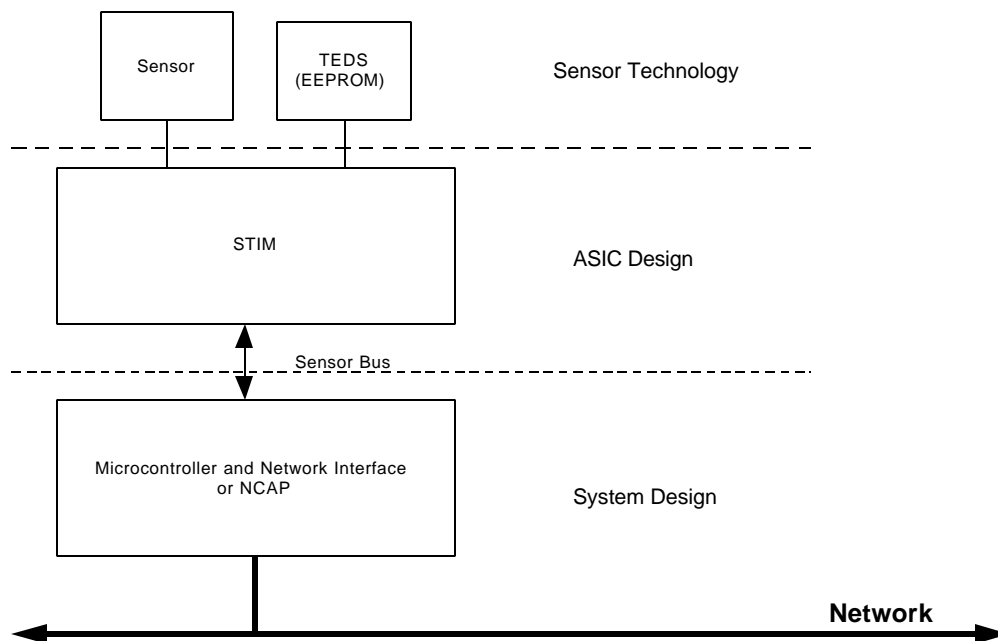 Sensor
TEDS
(EEPROM)
Sensor Technology
STIM
ASIC Design
Sensor Bus
Microcontroller and Network Interface
or NCAP
System Design
Network